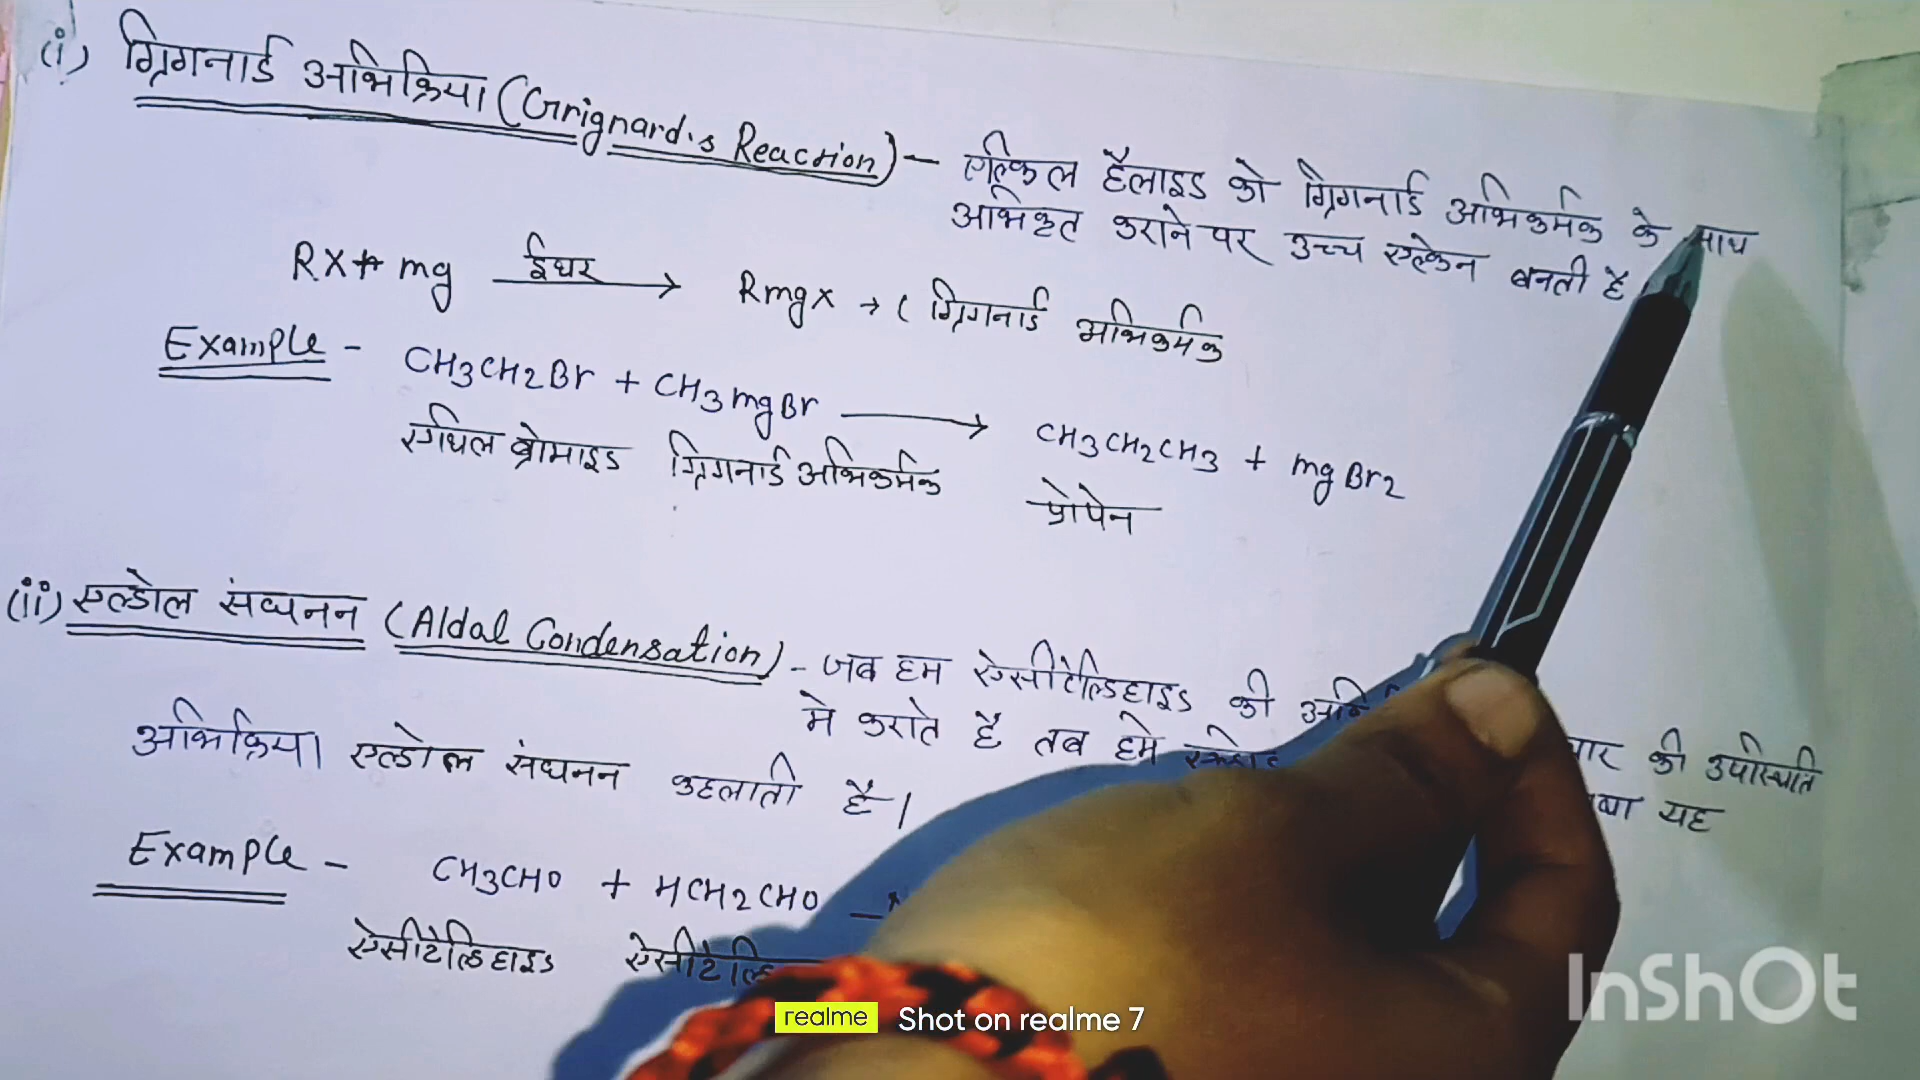 (i) ग्रिगनार्ड अभिक्रिया (Grignard's Reaction) – एल्किल हैलाइड को ग्रिगनार्ड अभिकर्मक के साथ
अभिकृत कराने पर उच्च एल्केन बनती है
RX + mg ईथर → Rmgx → ( ग्रिगनार्ड अभिकर्मक
Example - CH3CH2Br + CH3mgBr → CH3CH2CH3 + mgBr2
एथिल ब्रोमाइड ग्रिगनार्ड अभिकर्मक प्रोपेन
(ii) एल्डोल संघनन (Aldal Condensation) - जब हम ऐसीटेल्डिहाइड की
की उपस्थिति
मे कराते है तब हमे यह
अभिक्रिया एल्डोल संघनन कहलाती है।
Example - CH3CHO + HCH2CHO
ऐसीटेल्डिहाइड
realme Shot on realme 7
InShOt